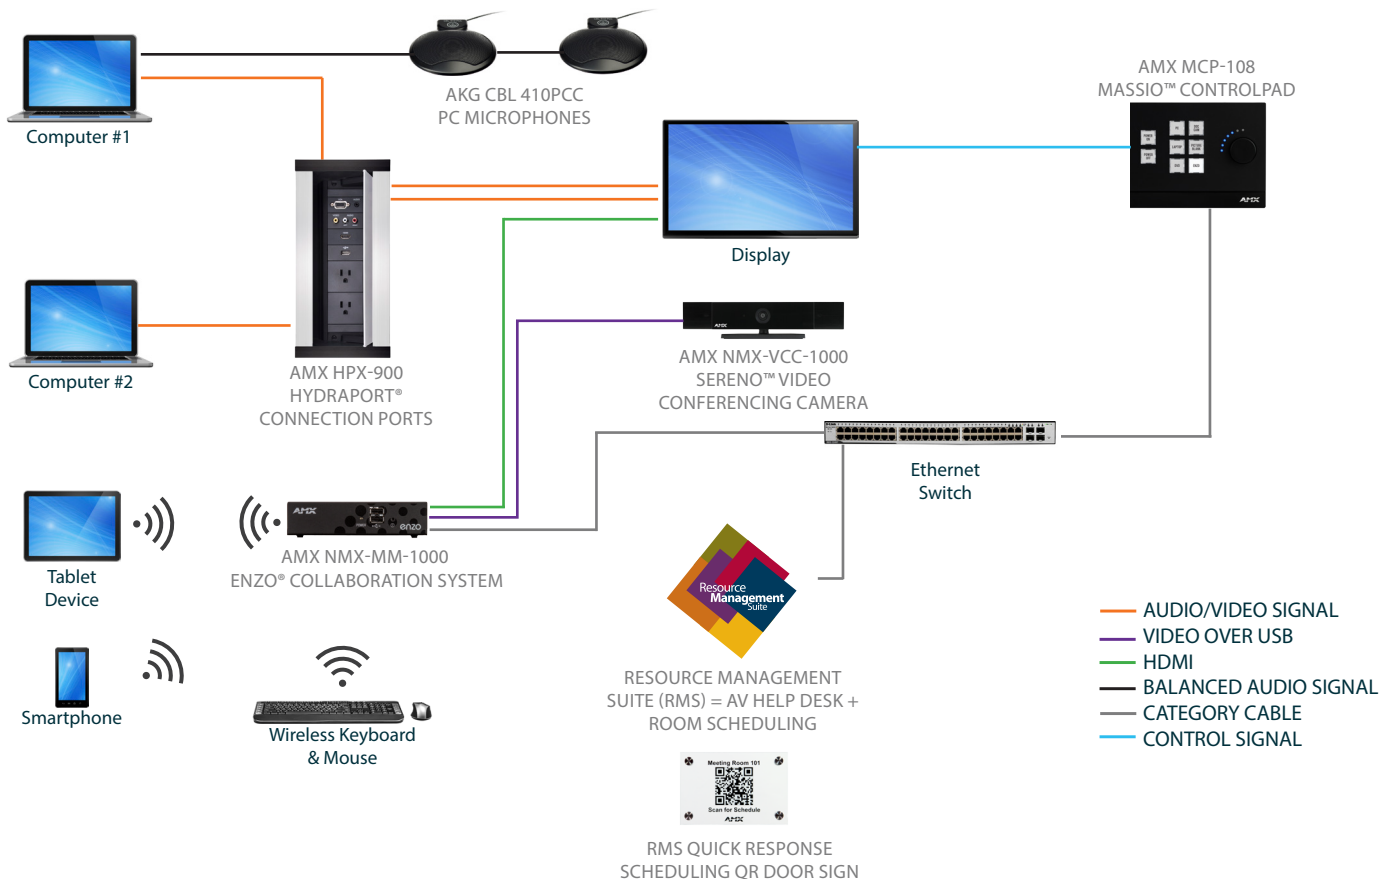 AKG CBL 410PCC
PC MICROPHONES
Computer #1
AMX MCP-108
MASSIO™ CONTROLPAD
AMX
Display
Computer #2
AMX HPX-900
HYDRAPORT®
CONNECTION PORTS
AMX
AMX NMX-VCC-1000
SERENO™ VIDEO
CONFERENCING CAMERA
Ethernet
Switch
AMX
enzo
AMX NMX-MM-1000
ENZO® COLLABORATION SYSTEM
Tablet
Device
Smartphone
Wireless Keyboard
& Mouse
Resource
Management
Suite
RESOURCE MANAGEMENT
SUITE (RMS) = AV HELP DESK +
ROOM SCHEDULING
Meeting Room 101
Scan for Schedule
AMX
RMS QUICK RESPONSE
SCHEDULING QR DOOR SIGN
AUDIO/VIDEO SIGNAL
VIDEO OVER USB
HDMI
BALANCED AUDIO SIGNAL
CATEGORY CABLE
CONTROL SIGNAL